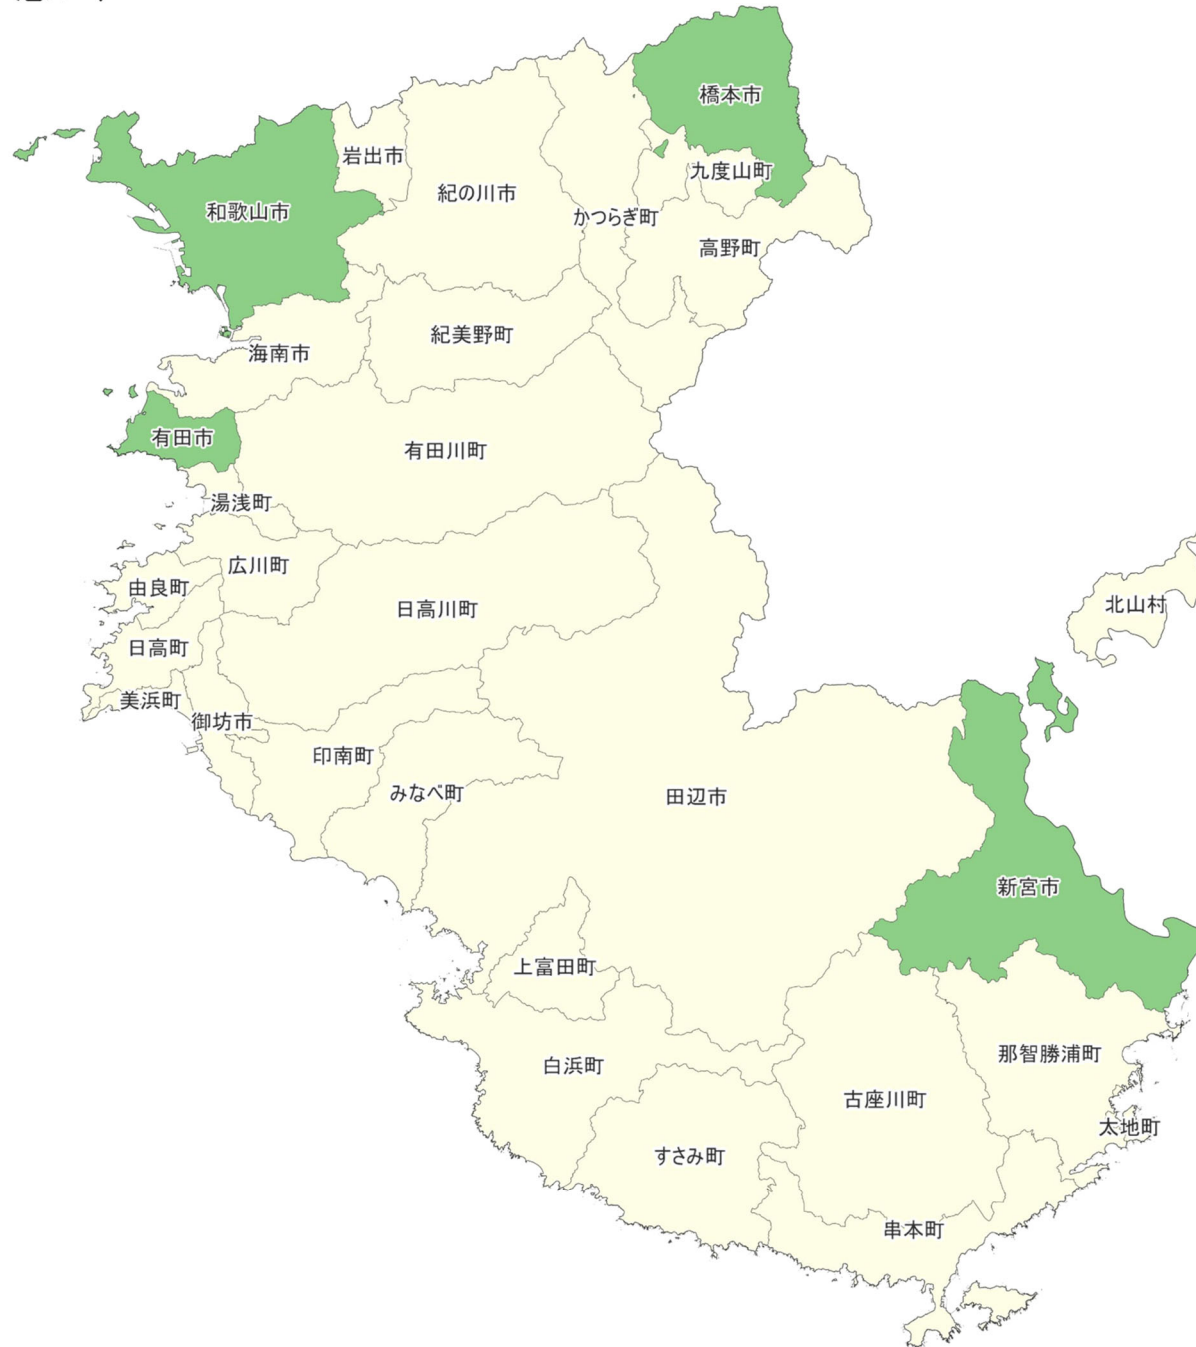 橋本市
岩出市
九度山町
紀の川市
和歌山市
かつらぎ町
高野町
紀美野町
海南市
有田市
有田川町
湯浅町
広川町
由良町
日高川町
北山村
日高町
美浜町
御坊市
印南町
みなべ町
田辺市
新宮市
上富田町
那智勝浦町
白浜町
古座川町
太地町
すさみ町
串本町